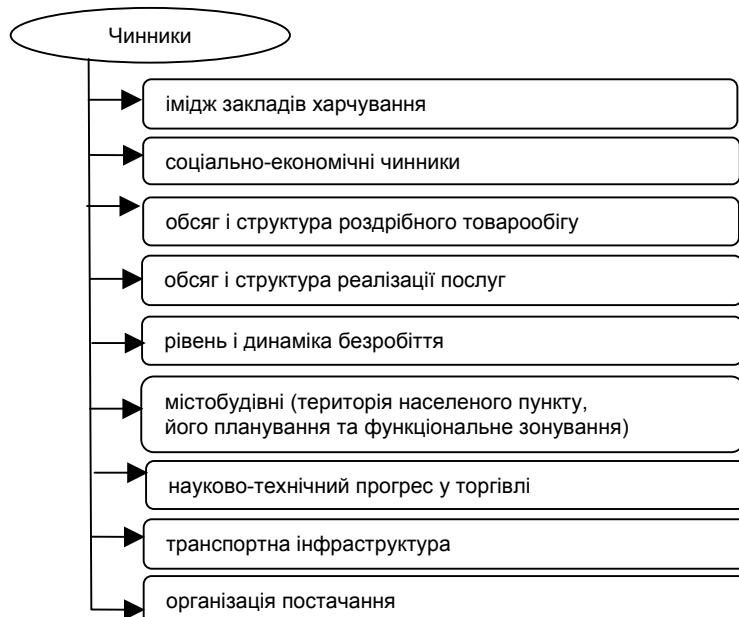 Чинники
імідж закладів харчування
соціально-економічні чинники
обсяг і структура роздрібного товарообігу
обсяг і структура реалізації послуг
рівень і динаміка безробіття
містобудівні (територія населеного пункту,
його планування та функціональне зонування)
науково-технічний прогрес у торгівлі
транспортна інфраструктура
організація постачання